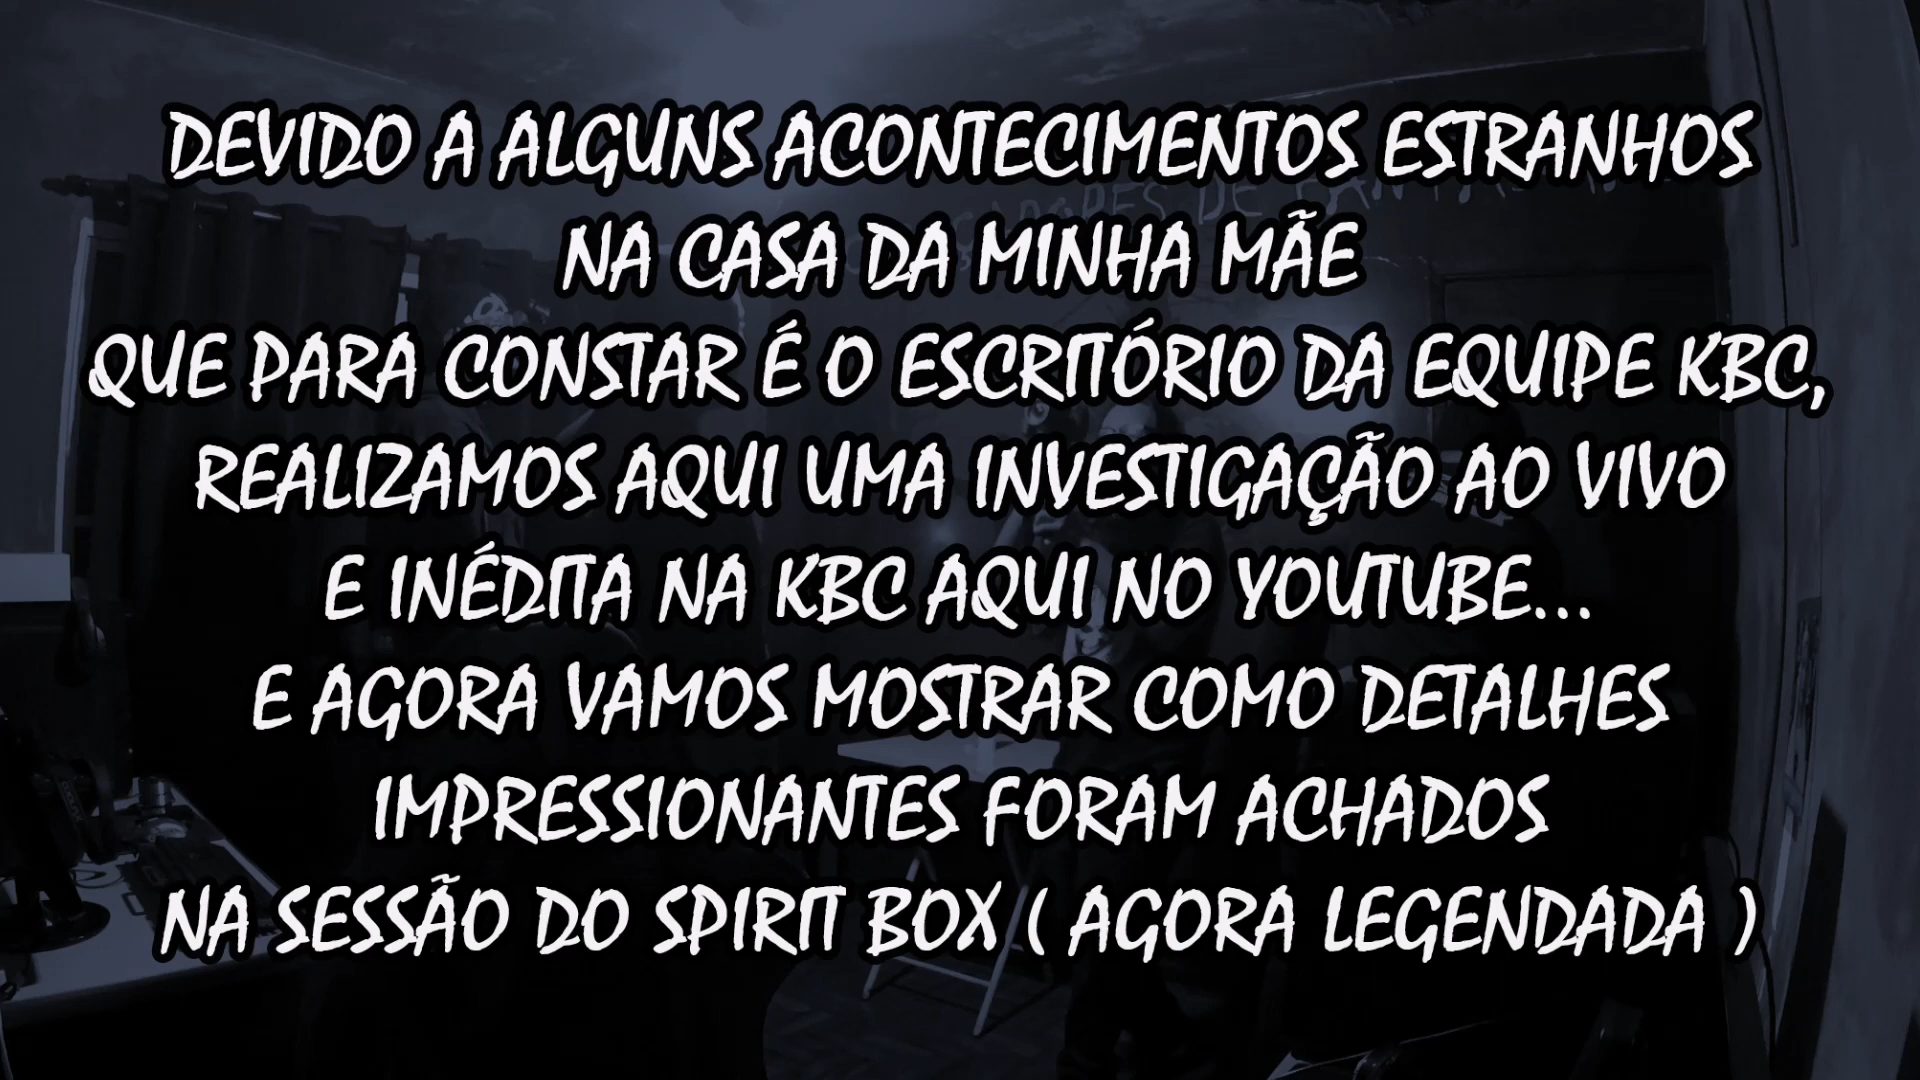 DEVIDO A ALGUNS ACONTECIMENTOS ESTRANHOS
NA CASA DA MINHA MÃE
QUE PARA CONSTAR É O ESCRITÓRIO DA EQUIPE KBC,
REALIZAMOS AQUI UMA INVESTIGAÇÃO AO VIVO
E INÉDITA NA KBC AQUI NO YOUTUBE...
E AGORA VAMOS MOSTRAR COMO DETALHES
IMPRESSIONANTES FORAM ACHADOS
NA SESSÃO DO SPIRIT BOX ( AGORA LEGENDADA )